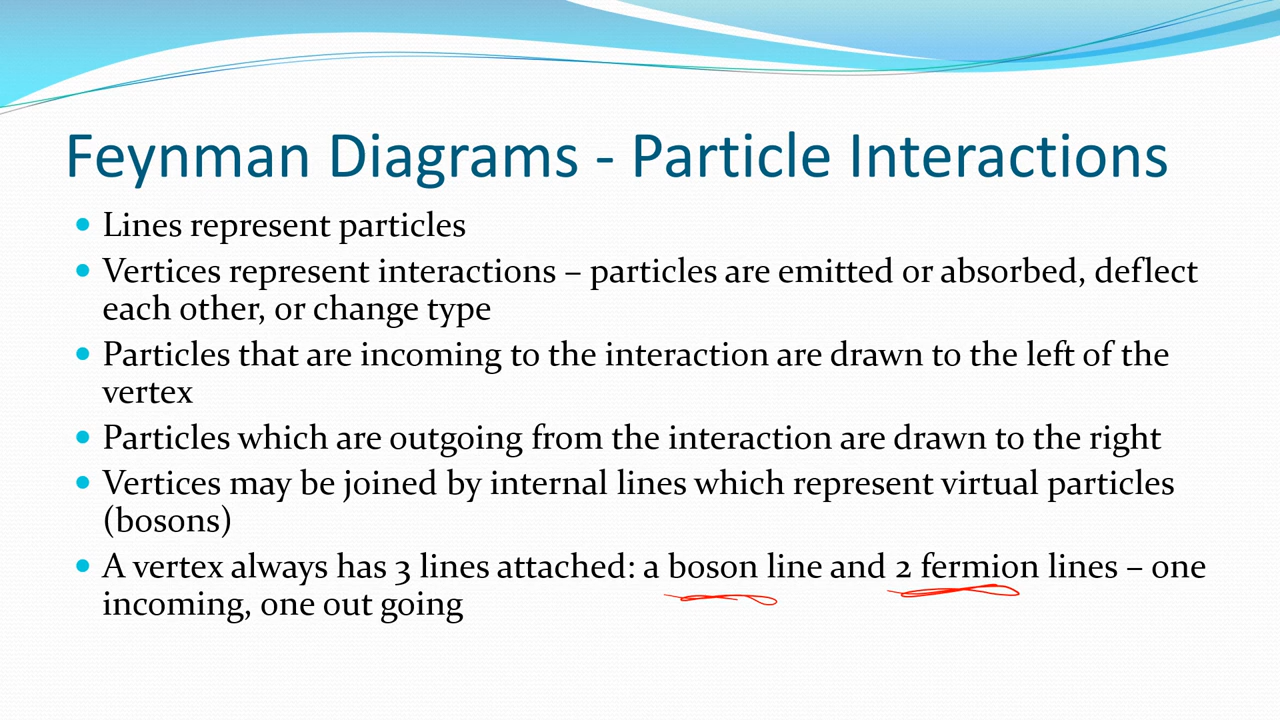 Feynman Diagrams - Particle Interactions
• Lines represent particles
• Vertices represent interactions – particles are emitted or absorbed, deflect
each other, or change type
• Particles that are incoming to the interaction are drawn to the left of the
vertex
• Particles which are outgoing from the interaction are drawn to the right
• Vertices may be joined by internal lines which represent virtual particles
(bosons)
• A vertex always has 3 lines attached: a boson line and 2 fermion lines – one
incoming, one out going